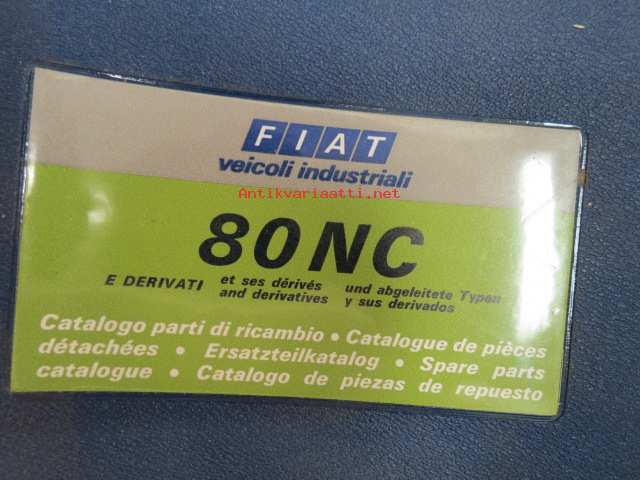 FIAT
veicoli industriali
Antikvariaatti.net
80NC
E DERIVATI et ses dérivés und abgeleitete Typen
and derivatives y sus derivados
Catalogo parti di ricambio • Catalogue de pièces
détachées • Ersatzteilkatalog • Spare parts
catalogue • Catalogo de piezas de repuesto